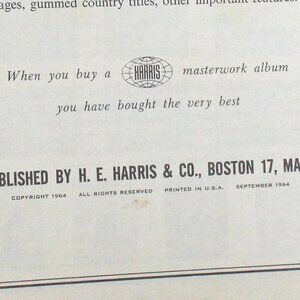 ages, gummed country titles, other important features.
When you buy a HARRIS masterwork album
you have bought the very best
BLISHED BY H. E. HARRIS & CO., BOSTON 17, MA
COPYRIGHT 1964 ALL RIGHTS RESERVED PRINTED IN U.S.A. SEPTEMBER 1964